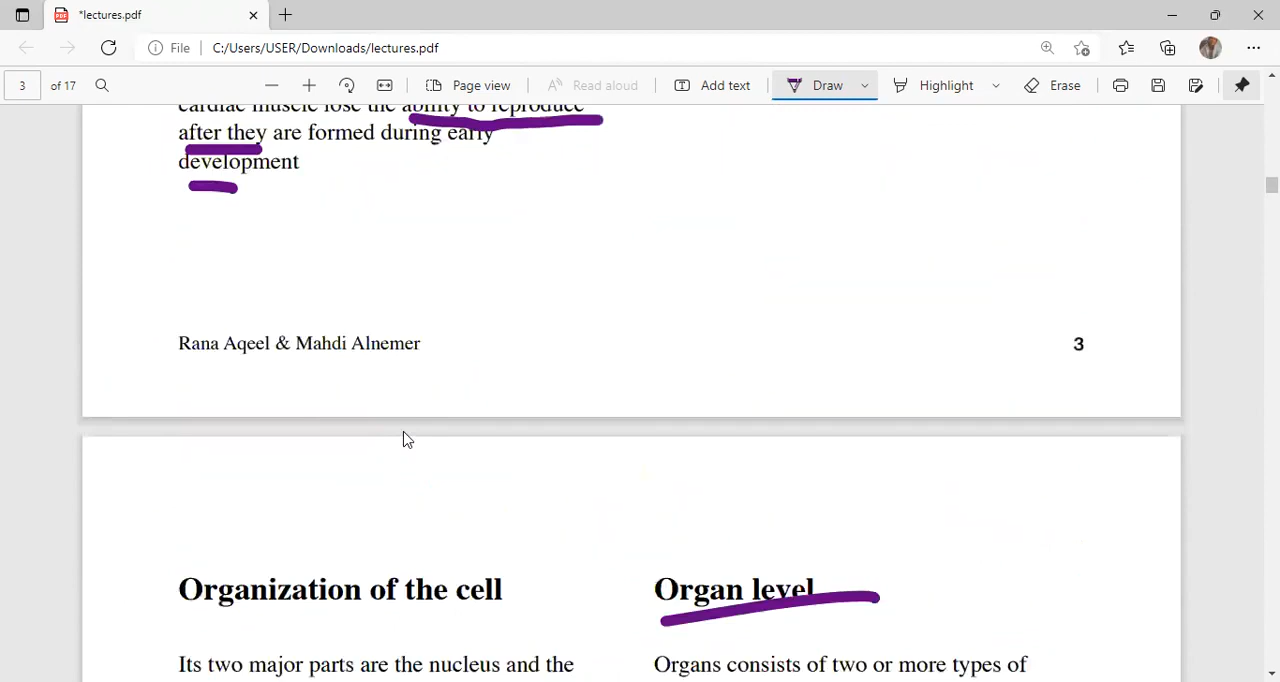 *lectures.pdf
File
C:/Users/USER/Downloads/lectures.pdf
3 of 17
Page view
Read aloud
Add text
Draw
Highlight
Erase
cardiac muscle lose the ability to reproduce
after they are formed during early
development
Rana Aqeel & Mahdi Alnemer
3
Organization of the cell
Its two major parts are the nucleus and the
Organ level
Organs consists of two or more types of